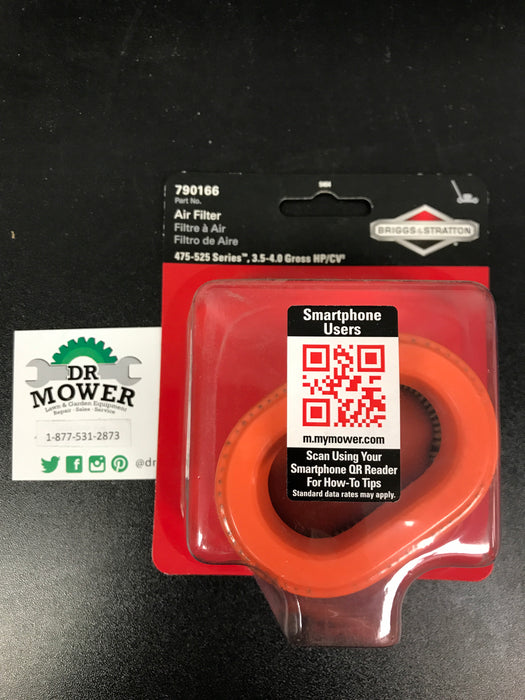 790166
Part No.
Air Filter
Filtre à Air
Filtro de Aire
475-525 Series™, 3.5-4.0 Gross HP/CV*
BRIGGS&STRATTON
Smartphone
Users
m.mymower.com
Scan Using Your
Smartphone QR Reader
For How-To Tips
Standard data rates may apply.
DR
MOWER
Lawn & Garden Equipment
Repair · Sales · Service
1-877-531-2873
@dr